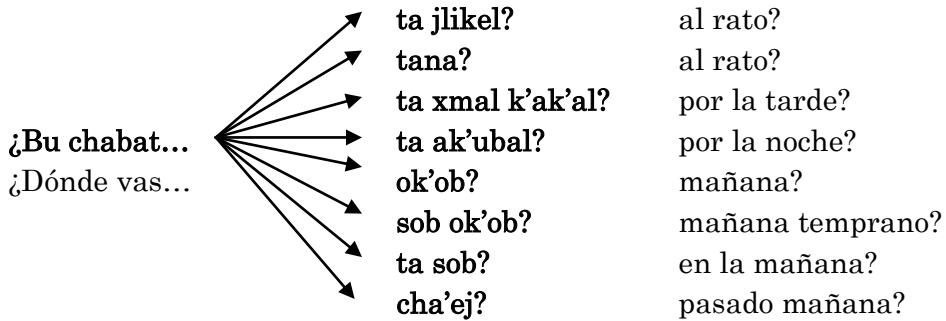 ta jlikel? al rato?
tana? al rato?
ta xmal k’ak’al? por la tarde?
¿Bu chabat… ta ak’ubal? por la noche?
¿Dónde vas… ok’ob? mañana?
sob ok’ob? mañana temprano?
ta sob? en la mañana?
cha’ej? pasado mañana?